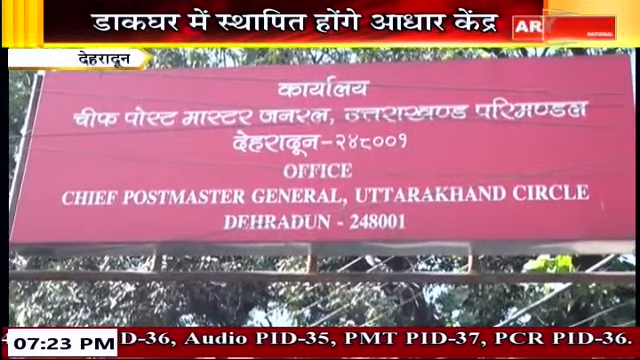 डाकघर में स्थापित होंगे आधार केंद्र
AR
NATIONAL
देहरादून
कार्यालय
चीफ पोस्ट मास्टर जनरल, उत्तराखण्ड परिमण्डल
देहरादून-२४८००१
OFFICE
CHIEF POSTMASTER GENERAL, UTTARAKHAND CIRCLE
DEHRADUN - 248001
07:23 PM
D-36, Audio PID-35, PMT PID-37, PCR PID-36.